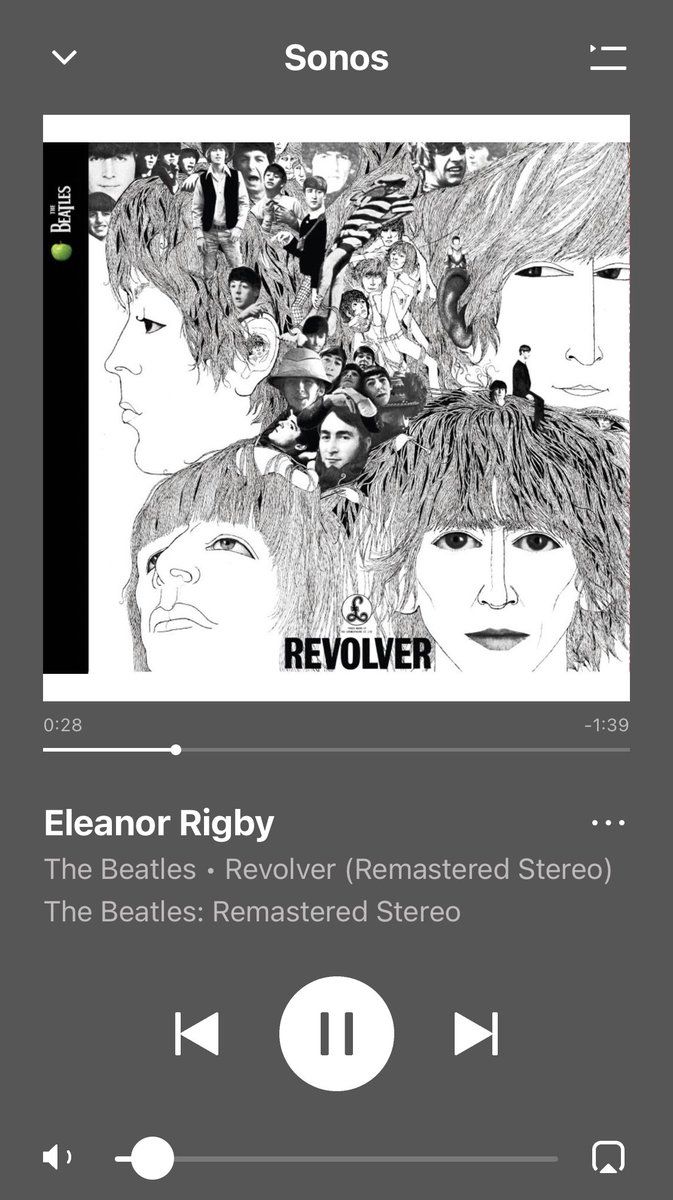 Sonos
THE
BEATLES
REVOLVER
0:28
-1:39
Eleanor Rigby
The Beatles • Revolver (Remastered Stereo)
The Beatles: Remastered Stereo